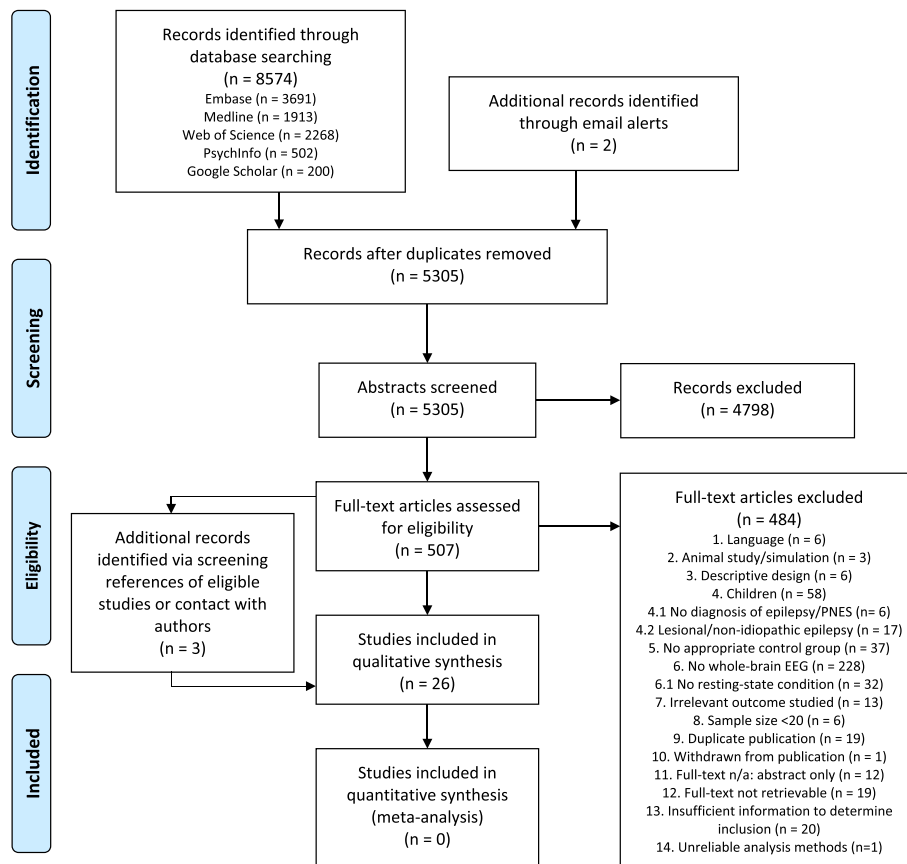 Identification
Records identified through
database searching
(n = 8574)
Embase (n = 3691)
Medline (n = 1913)
Web of Science (n = 2268)
PsychInfo (n = 502)
Google Scholar (n = 200)
Additional records identified
through email alerts
(n = 2)
Records after duplicates removed
(n = 5305)
Screening
Abstracts screened
(n = 5305)
Records excluded
(n = 4798)
Eligibility
Full-text articles assessed
for eligibility
(n = 507)
Additional records
identified via screening
references of eligible
studies or contact with
authors
(n = 3)
Full-text articles excluded
(n = 484)
1. Language (n = 6)
2. Animal study/simulation (n = 3)
3. Descriptive design (n = 6)
4. Children (n = 58)
4.1 No diagnosis of epilepsy/PNES (n= 6)
4.2 Lesional/non-idiopathic epilepsy (n = 17)
5. No appropriate control group (n = 37)
6. No whole-brain EEG (n = 228)
6.1 No resting-state condition (n = 32)
7. Irrelevant outcome studied (n = 13)
8. Sample size <20 (n = 6)
9. Duplicate publication (n = 19)
10. Withdrawn from publication (n = 1)
11. Full-text n/a: abstract only (n = 12)
12. Full-text not retrievable (n = 19)
13. Insufficient information to determine
inclusion (n = 20)
14. Unreliable analysis methods (n=1)
Studies included in
qualitative synthesis
(n = 26)
Included
Studies included in
quantitative synthesis
(meta-analysis)
(n = 0)